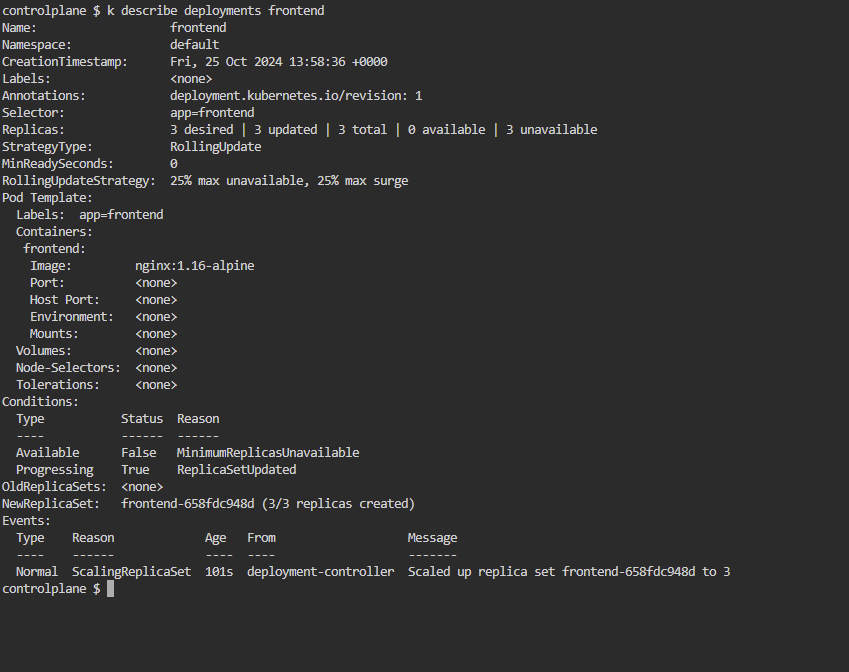 controlplane $ k describe deployments frontend
Name:                   frontend
Namespace:              default
CreationTimestamp:      Fri, 25 Oct 2024 13:58:36 +0000
Labels:                 <none>
Annotations:            deployment.kubernetes.io/revision: 1
Selector:               app=frontend
Replicas:               3 desired | 3 updated | 3 total | 0 available | 3 unavailable
StrategyType:           RollingUpdate
MinReadySeconds:        0
RollingUpdateStrategy:  25% max unavailable, 25% max surge
Pod Template:
  Labels:  app=frontend
  Containers:
   frontend:
    Image:         nginx:1.16-alpine
    Port:          <none>
    Host Port:     <none>
    Environment:   <none>
    Mounts:        <none>
  Volumes:         <none>
  Node-Selectors:  <none>
  Tolerations:     <none>
Conditions:
  Type           Status  Reason
  ----           ------  ------
  Available      False   MinimumReplicasUnavailable
  Progressing    True    ReplicaSetUpdated
OldReplicaSets:  <none>
NewReplicaSet:   frontend-658fdc948d (3/3 replicas created)
Events:
  Type    Reason             Age   From                   Message
  ----    ------             ----  ----                   -------
  Normal  ScalingReplicaSet  101s  deployment-controller  Scaled up replica set frontend-658fdc948d to 3
controlplane $